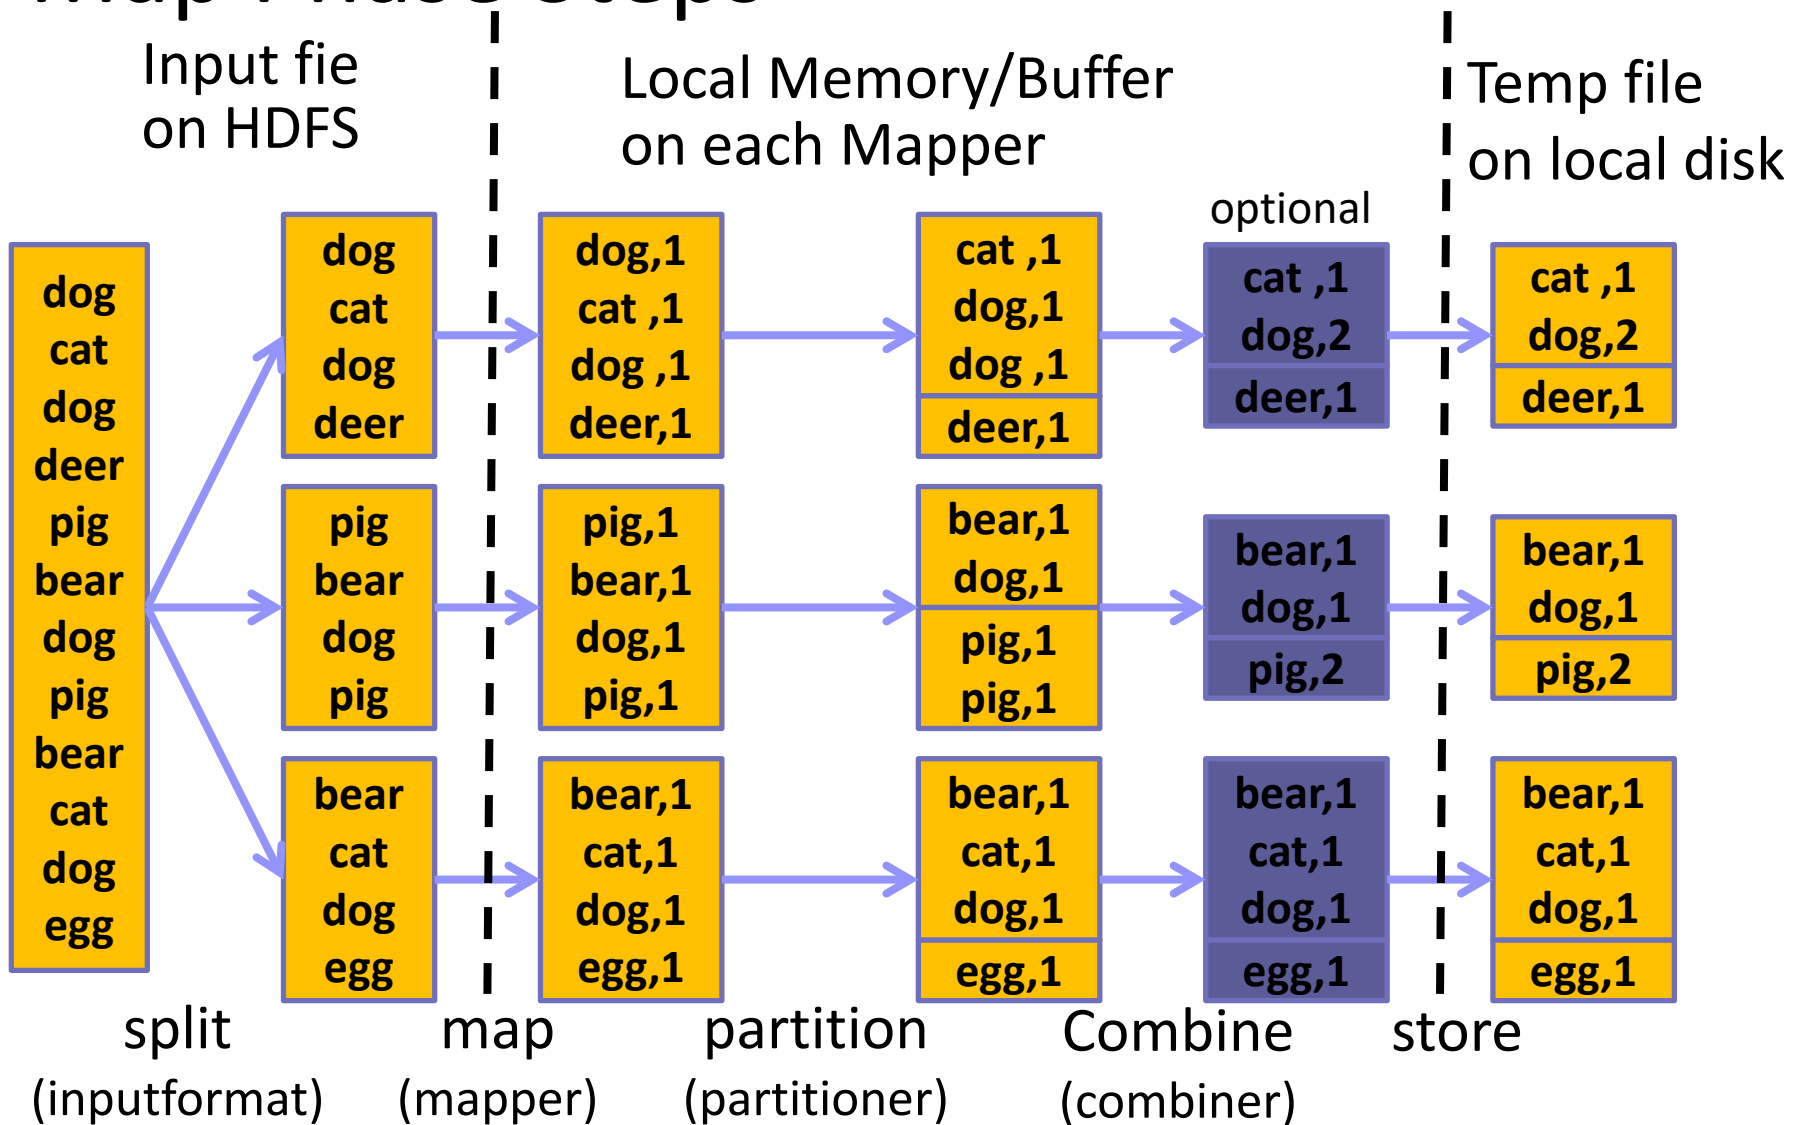 Map Phase Steps
Input fie
on HDFS
Local Memory/Buffer
on each Mapper
Temp file
on local disk
optional
dog
cat
dog
deer
pig
bear
dog
pig
bear
cat
dog
egg
dog
cat
dog
deer
pig
bear
dog
pig
bear
cat
dog
egg
dog,1
cat ,1
dog ,1
deer,1
pig,1
bear,1
dog,1
pig,1
bear,1
cat,1
dog,1
egg,1
cat ,1
dog,1
dog ,1
deer,1
bear,1
dog,1
pig,1
pig,1
bear,1
cat,1
dog,1
egg,1
cat ,1
dog,2
deer,1
bear,1
dog,1
pig,2
bear,1
cat,1
dog,1
egg,1
cat ,1
dog,2
deer,1
bear,1
dog,1
pig,2
bear,1
cat,1
dog,1
egg,1
split
(inputformat)
map
(mapper)
partition
(partitioner)
Combine
(combiner)
store